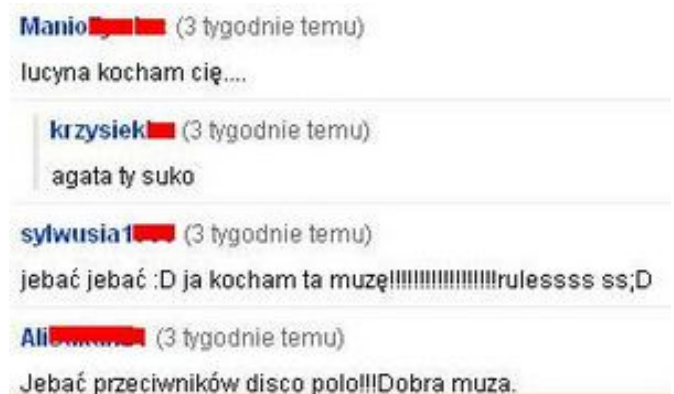 Manio (3 tygodnie temu)
lucyna kocham cię....
krzysiek (3 tygodnie temu)
agata ty suko
sylwusia1 (3 tygodnie temu)
jebać jebać :D ja kocham ta muzę!!!!!!!!!!!!!!!!!!!!rulessss ss;D
Ali (3 tygodnie temu)
Jebać przeciwników disco polo!!!Dobra muza.